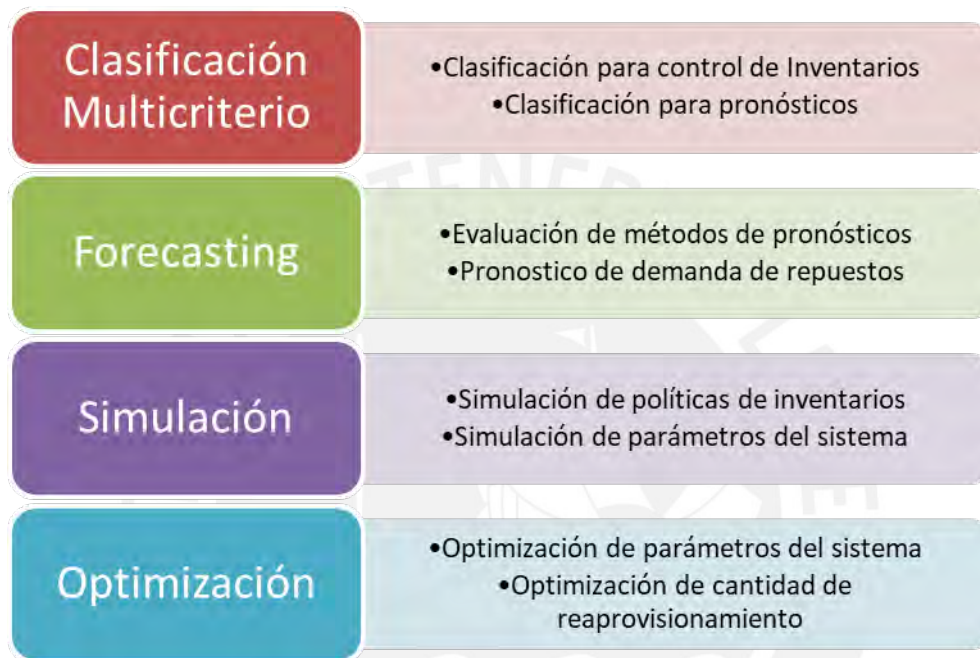 Clasificación
Multicriterio
•Clasificación para control de Inventarios
•Clasificación para pronósticos
Forecasting
•Evaluación de métodos de pronósticos
•Pronostico de demanda de repuestos
Simulación
•Simulación de políticas de inventarios
•Simulación de parámetros del sistema
Optimización
•Optimización de parámetros del sistema
•Optimización de cantidad de
reaprovisionamiento